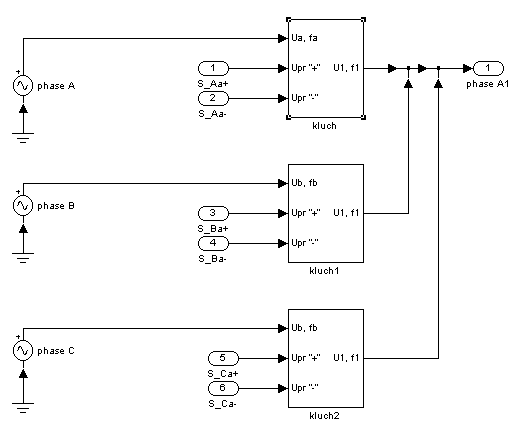 +
phase A
Ua, fa
1
S_Aa+
Upr "+"
2
S_Aa-
Upr "-"
U1, f1
kluch
1
phase A1
+
phase B
Ub, fb
3
S_Ba+
Upr "+"
4
S_Ba-
Upr "-"
U1, f1
kluch1
+
phase C
Ub, fb
5
S_Ca+
Upr "+"
6
S_Ca-
Upr "-"
U1, f1
kluch2